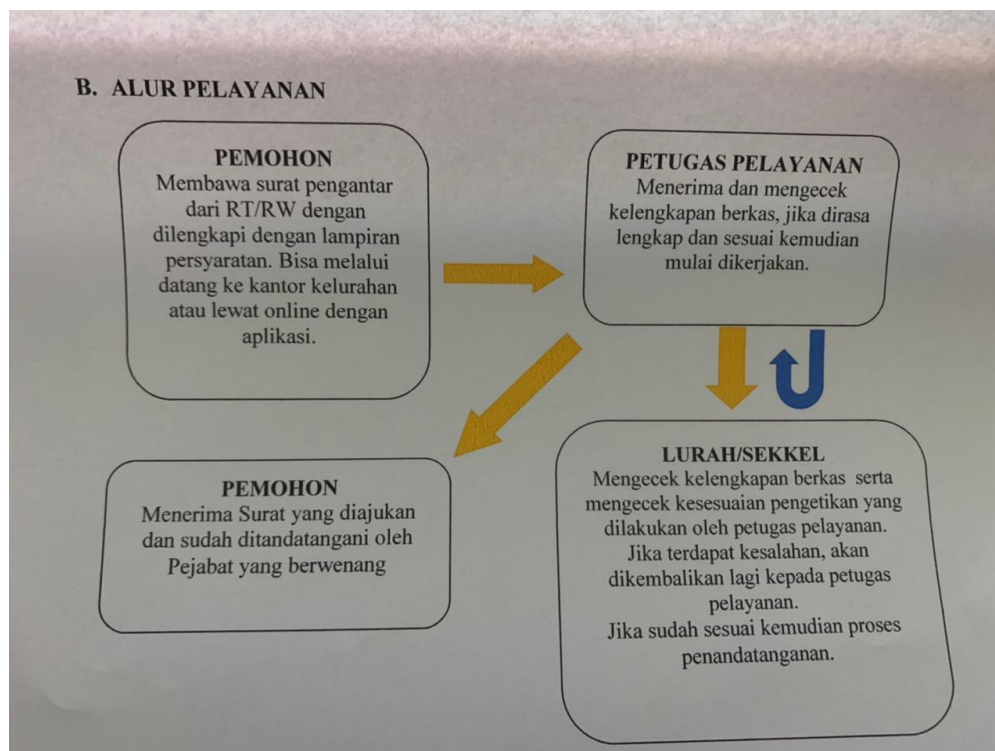 B. ALUR PELAYANAN
PEMOHON
Membawa surat pengantar
dari RT/RW dengan
dilengkapi dengan lampiran
persyaratan. Bisa melalui
datang ke kantor kelurahan
atau lewat online dengan
aplikasi.
PETUGAS PELAYANAN
Menerima dan mengecek
kelengkapan berkas, jika dirasa
lengkap dan sesuai kemudian
mulai dikerjakan.
LURAH/SEKKEL
Mengecek kelengkapan berkas serta
mengecek kesesuaian pengetikan yang
dilakukan oleh petugas pelayanan.
Jika terdapat kesalahan, akan
dikembalikan lagi kepada petugas
pelayanan.
Jika sudah sesuai kemudian proses
penandatanganan.
PEMOHON
Menerima Surat yang diajukan
dan sudah ditandatangani oleh
Pejabat yang berwenang